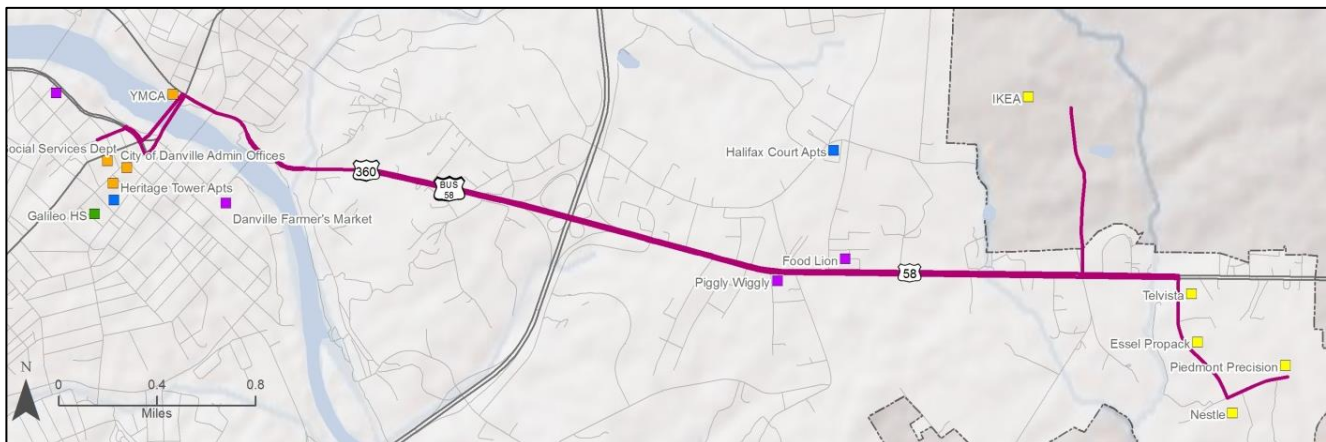 YMCA
IKEA
Social Services Dept
City of Danville Admin Offices
Halifax Court Apts
360
BUS
58
Heritage Tower Apts
Galileo HS
Danville Farmer's Market
Food Lion
58
Piggly Wiggly
Telvista
Essel Propack
Piedmont Precision
N
0 0.4 0.8
Miles
Nestle